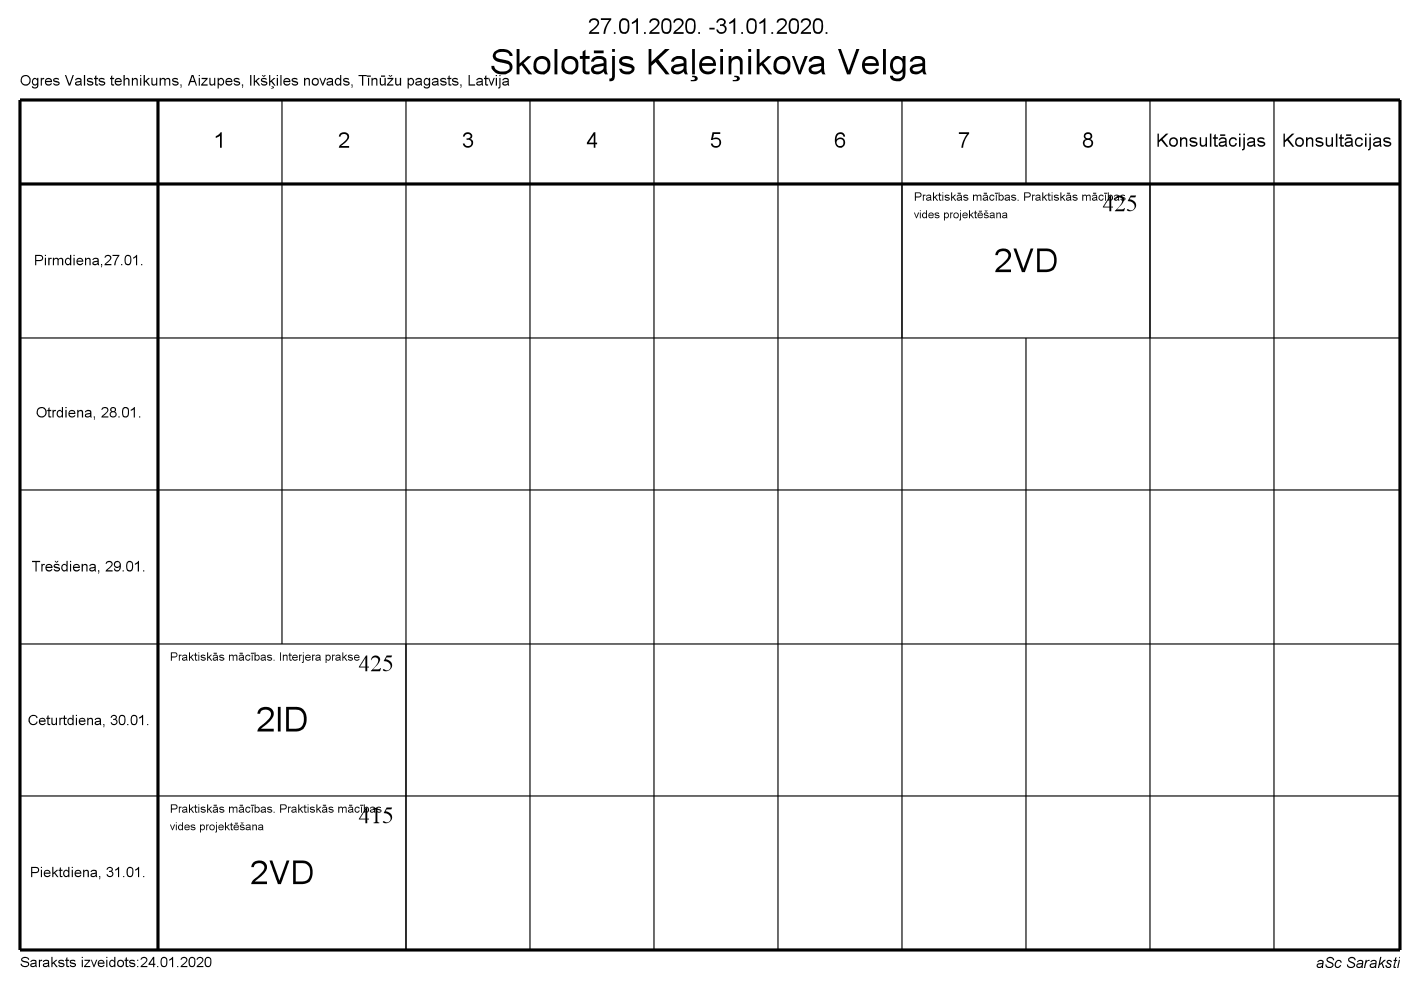 27.01.2020. -31.01.2020.
Skolotājs Kaļeiņikova Velga
Ogres Valsts tehnikums, Aizupes, Ikšķiles novads, Tīnūžu pagasts, Latvija
1 2 3 4 5 6 7 8 Konsultācijas Konsultācijas
Pirmdiena,27.01.
Praktiskās mācības. Praktiskās mācības
vides projektēšana
425
2VD
Otrdiena, 28.01.
Trešdiena, 29.01.
Ceturtdiena, 30.01.
Praktiskās mācības. Interjera prakse
425
2ID
Piektdiena, 31.01.
Praktiskās mācības. Praktiskās mācības
vides projektēšana
415
2VD
Saraksts izveidots:24.01.2020
aSc Saraksti